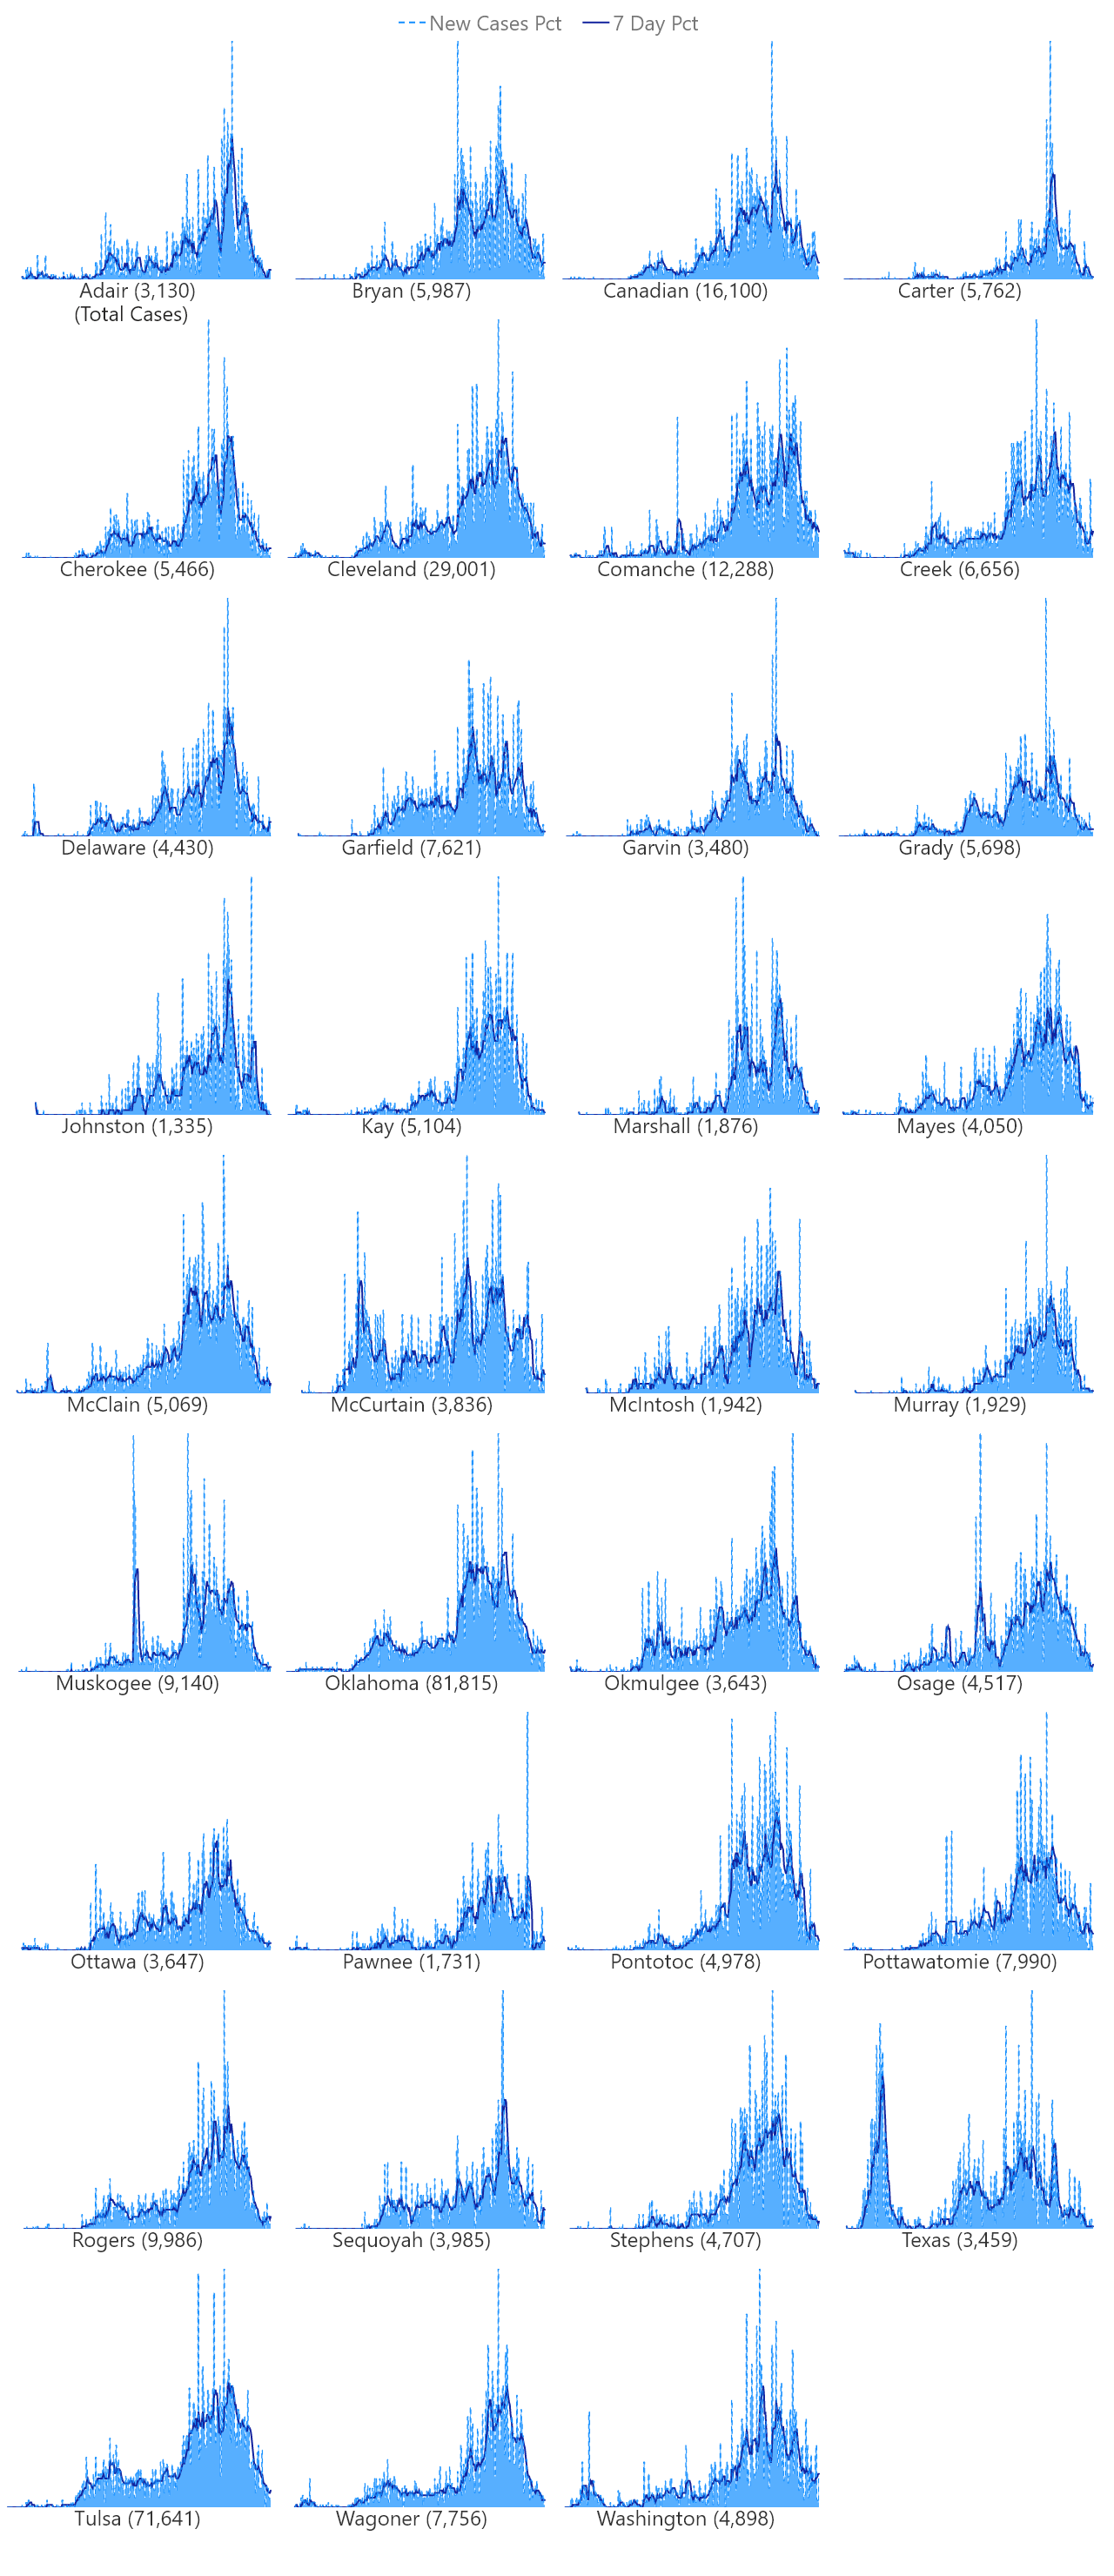 New Cases Pct 7 Day Pct
Adair (3,130) Bryan (5,987) Canadian (16,100) Carter (5,762)
(Total Cases)
Cherokee (5,466) Cleveland (29,001) Comanche (12,288) Creek (6,656)
Delaware (4,430) Garfield (7,621) Garvin (3,480) Grady (5,698)
Johnston (1,335) Kay (5,104) Marshall (1,876) Mayes (4,050)
McClain (5,069) McCurtain (3,836) McIntosh (1,942) Murray (1,929)
Muskogee (9,140) Oklahoma (81,815) Okmulgee (3,643) Osage (4,517)
Ottawa (3,647) Pawnee (1,731) Pontotoc (4,978) Pottawatomie (7,990)
Rogers (9,986) Sequoyah (3,985) Stephens (4,707) Texas (3,459)
Tulsa (71,641) Wagoner (7,756) Washington (4,898)